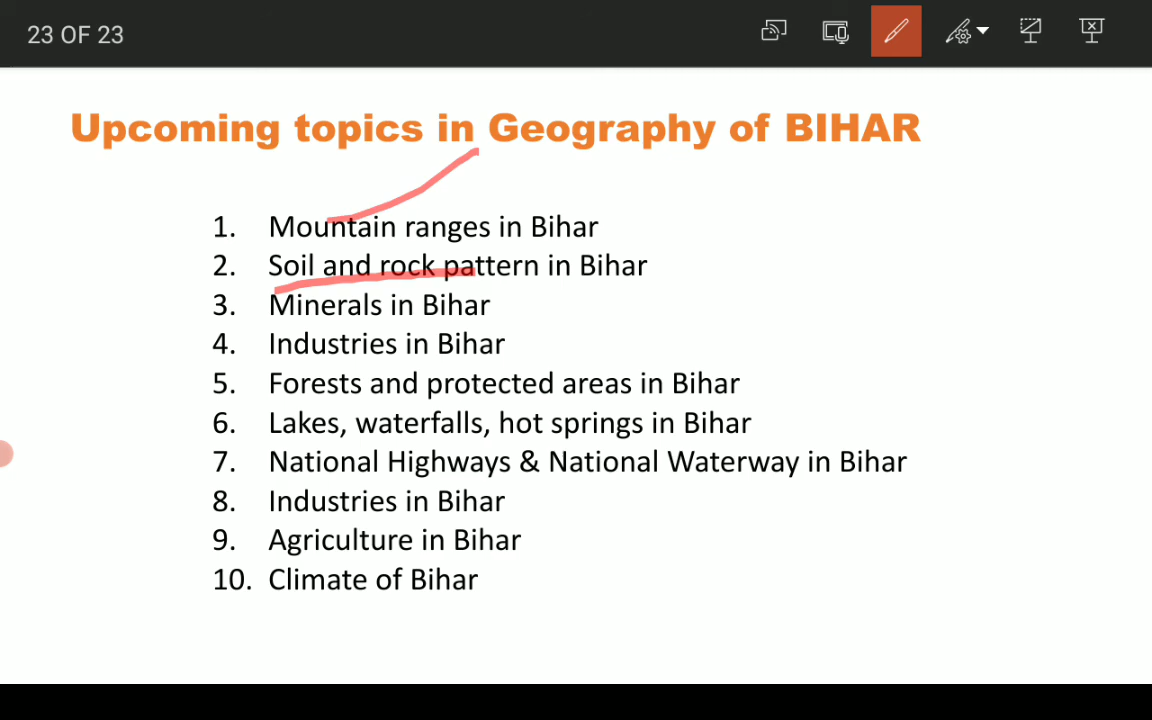 23 OF 23
Upcoming topics in Geography of BIHAR
1. Mountain ranges in Bihar
2. Soil and rock pattern in Bihar
3. Minerals in Bihar
4. Industries in Bihar
5. Forests and protected areas in Bihar
6. Lakes, waterfalls, hot springs in Bihar
7. National Highways & National Waterway in Bihar
8. Industries in Bihar
9. Agriculture in Bihar
10. Climate of Bihar